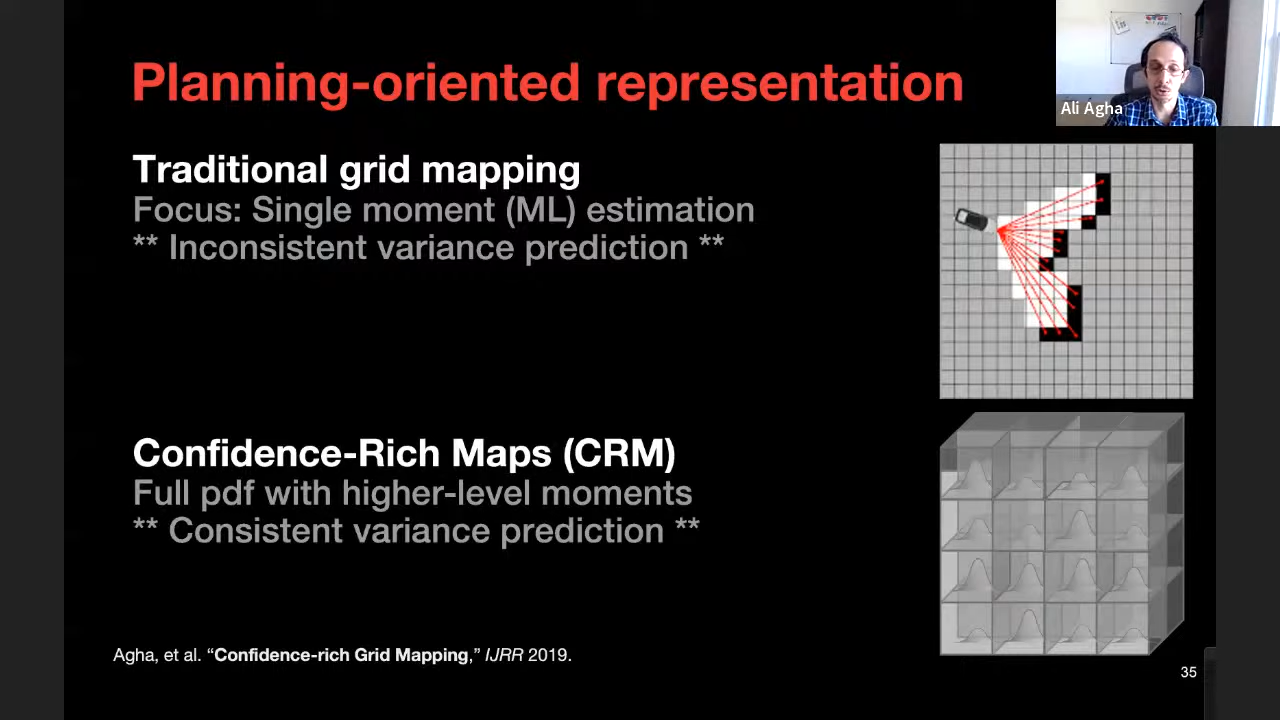 Planning-oriented representation
Ali Agha
Traditional grid mapping
Focus: Single moment (ML) estimation
** Inconsistent variance prediction **
Confidence-Rich Maps (CRM)
Full pdf with higher-level moments
** Consistent variance prediction **
Agha, et al. “Confidence-rich Grid Mapping,” IJRR 2019.
35